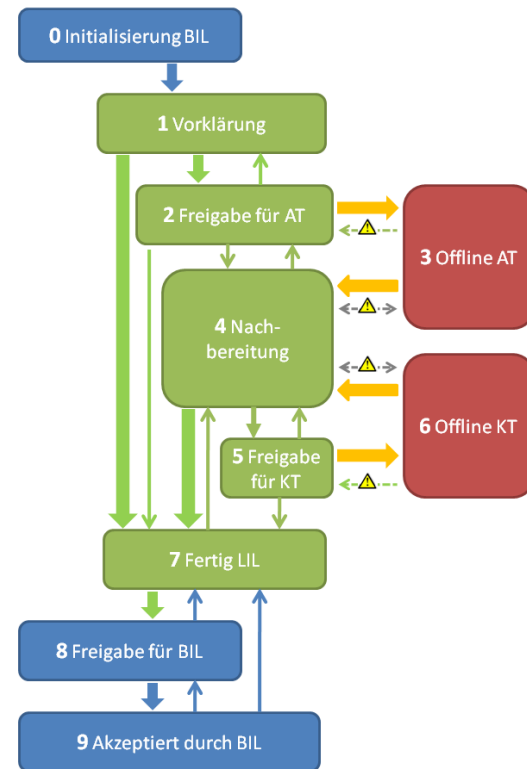 0 Initialisierung BIL
1 Vorklärung
2 Freigabe für AT
3 Offline AT
4 Nach-
bereitung
6 Offline KT
5 Freigabe
für KT
7 Fertig LIL
8 Freigabe für BIL
9 Akzeptiert durch BIL